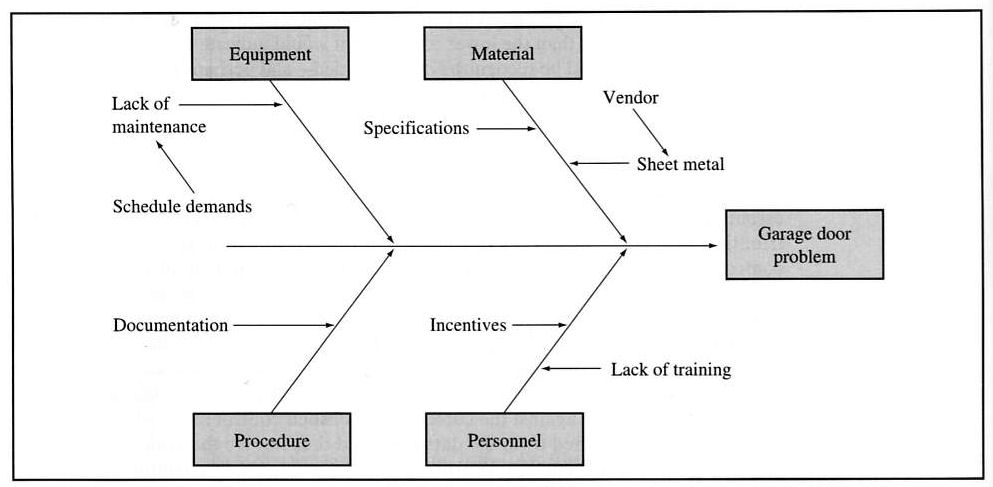 Equipment
Material
Lack of
maintenance
Vendor
Specifications
Sheet metal
Schedule demands
Garage door
problem
Documentation
Incentives
Lack of training
Procedure
Personnel